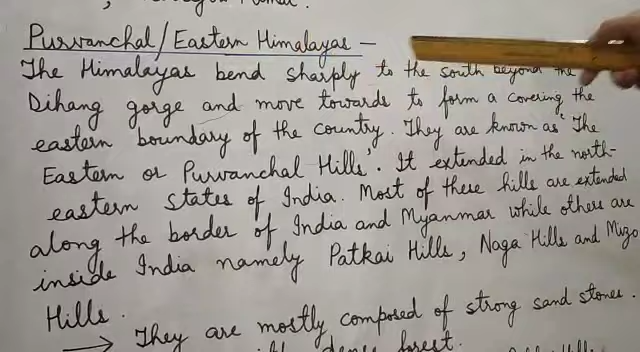 Purvanchal/Eastern Himalayas –
The Himalayas bend sharply to the south beyond the
Dihang gorge and move towards to form a covering the
eastern boundary of the country. They are known as 'The
Eastern or Purvanchal Hills'. It extended in the north-
eastern states of India. Most of these hills are extended
along the border of India and Myanmar while others are
inside India namely Patkai Hills, Naga Hills and Mizo
Hills.
→ They are mostly composed of strong sand stones.
dense forest.